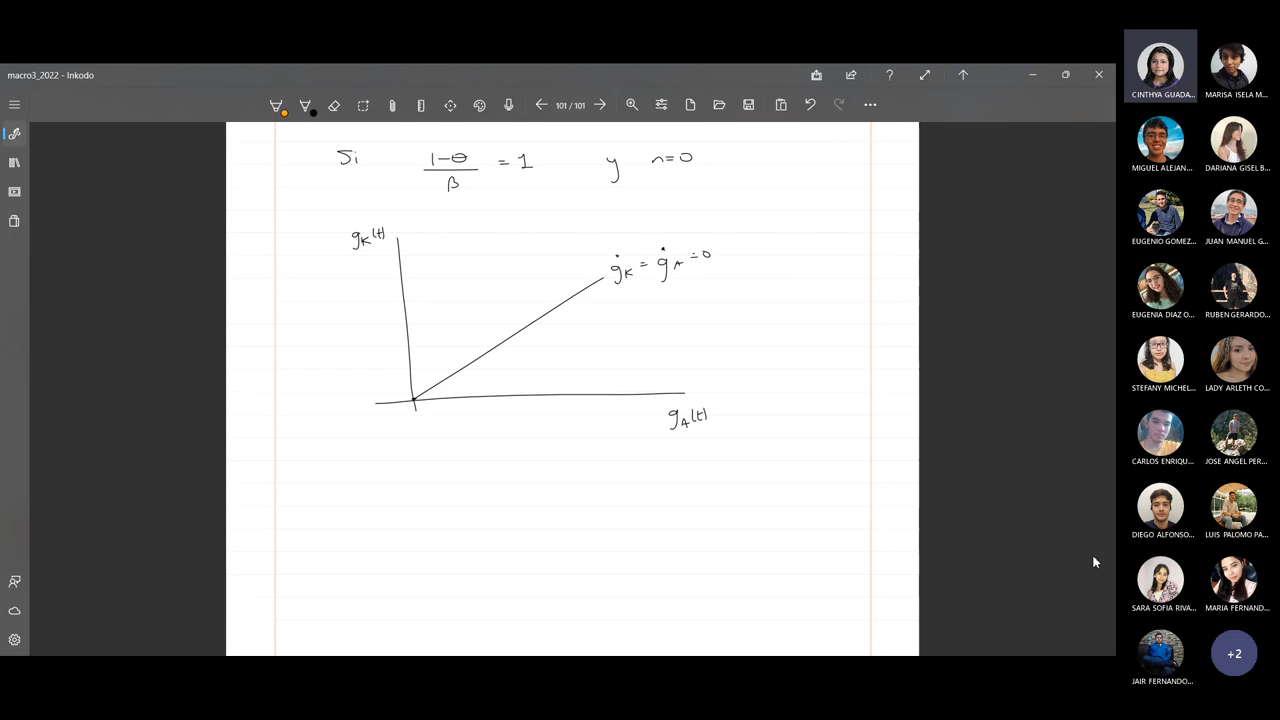 macro3_2022 - Inkodo
101 / 101
Si 1-θ/β = 1 y n=0
gK(t)
ġK = ġA = 0
gA(t)
CINTHYA GUADA...
MARISA ISELA M...
MIGUEL ALEJAN...
DARIANA GISEL B...
EUGENIO GOMEZ...
JUAN MANUEL G...
EUGENIA DIAZ O...
RUBEN GERARDO...
STEFANY MICHEL...
LADY ARLETH CO...
CARLOS ENRIQU...
JOSE ANGEL PER...
DIEGO ALFONSO...
LUIS PALOMO PA...
SARA SOFIA RIVA...
MARIA FERNAND...
JAIR FERNANDO...
+2